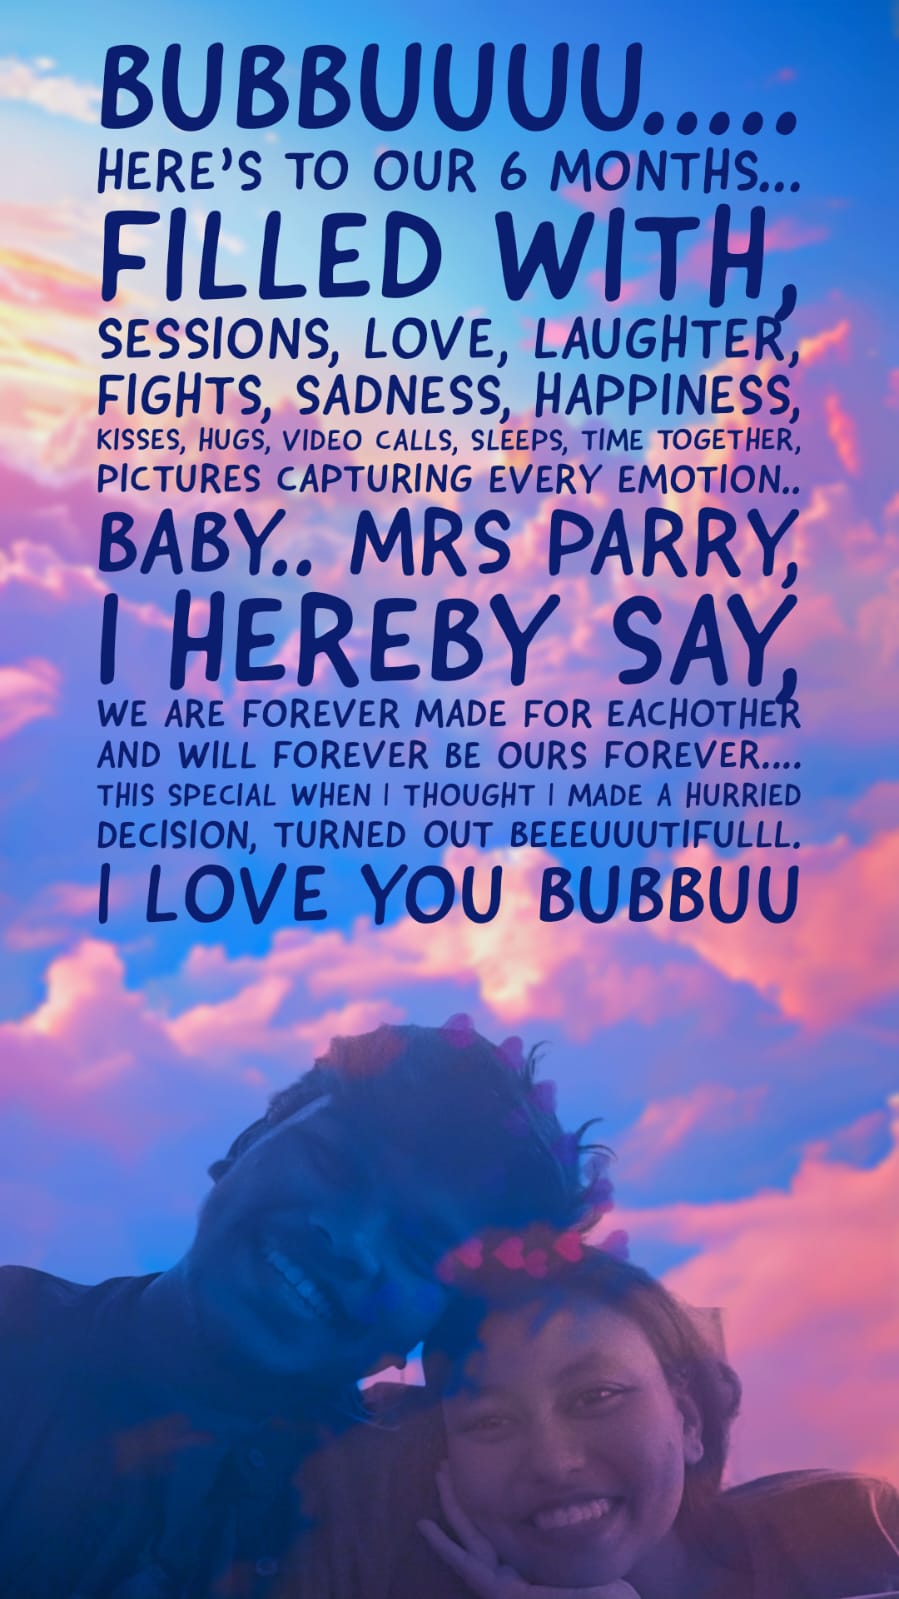 BUBBUUUU.....
HERE'S TO OUR 6 MONTHS...
FILLED WITH,
SESSIONS, LOVE, LAUGHTER,
FIGHTS, SADNESS, HAPPINESS,
KISSES, HUGS, VIDEO CALLS, SLEEPS, TIME TOGETHER,
PICTURES CAPTURING EVERY EMOTION..
BABY.. MRS PARRY,
I HEREBY SAY,
WE ARE FOREVER MADE FOR EACHOTHER
AND WILL FOREVER BE OURS FOREVER....
THIS SPECIAL WHEN I THOUGHT I MADE A HURRIED
DECISION, TURNED OUT BEEEUUUTIFULLL.
I LOVE YOU BUBBUU